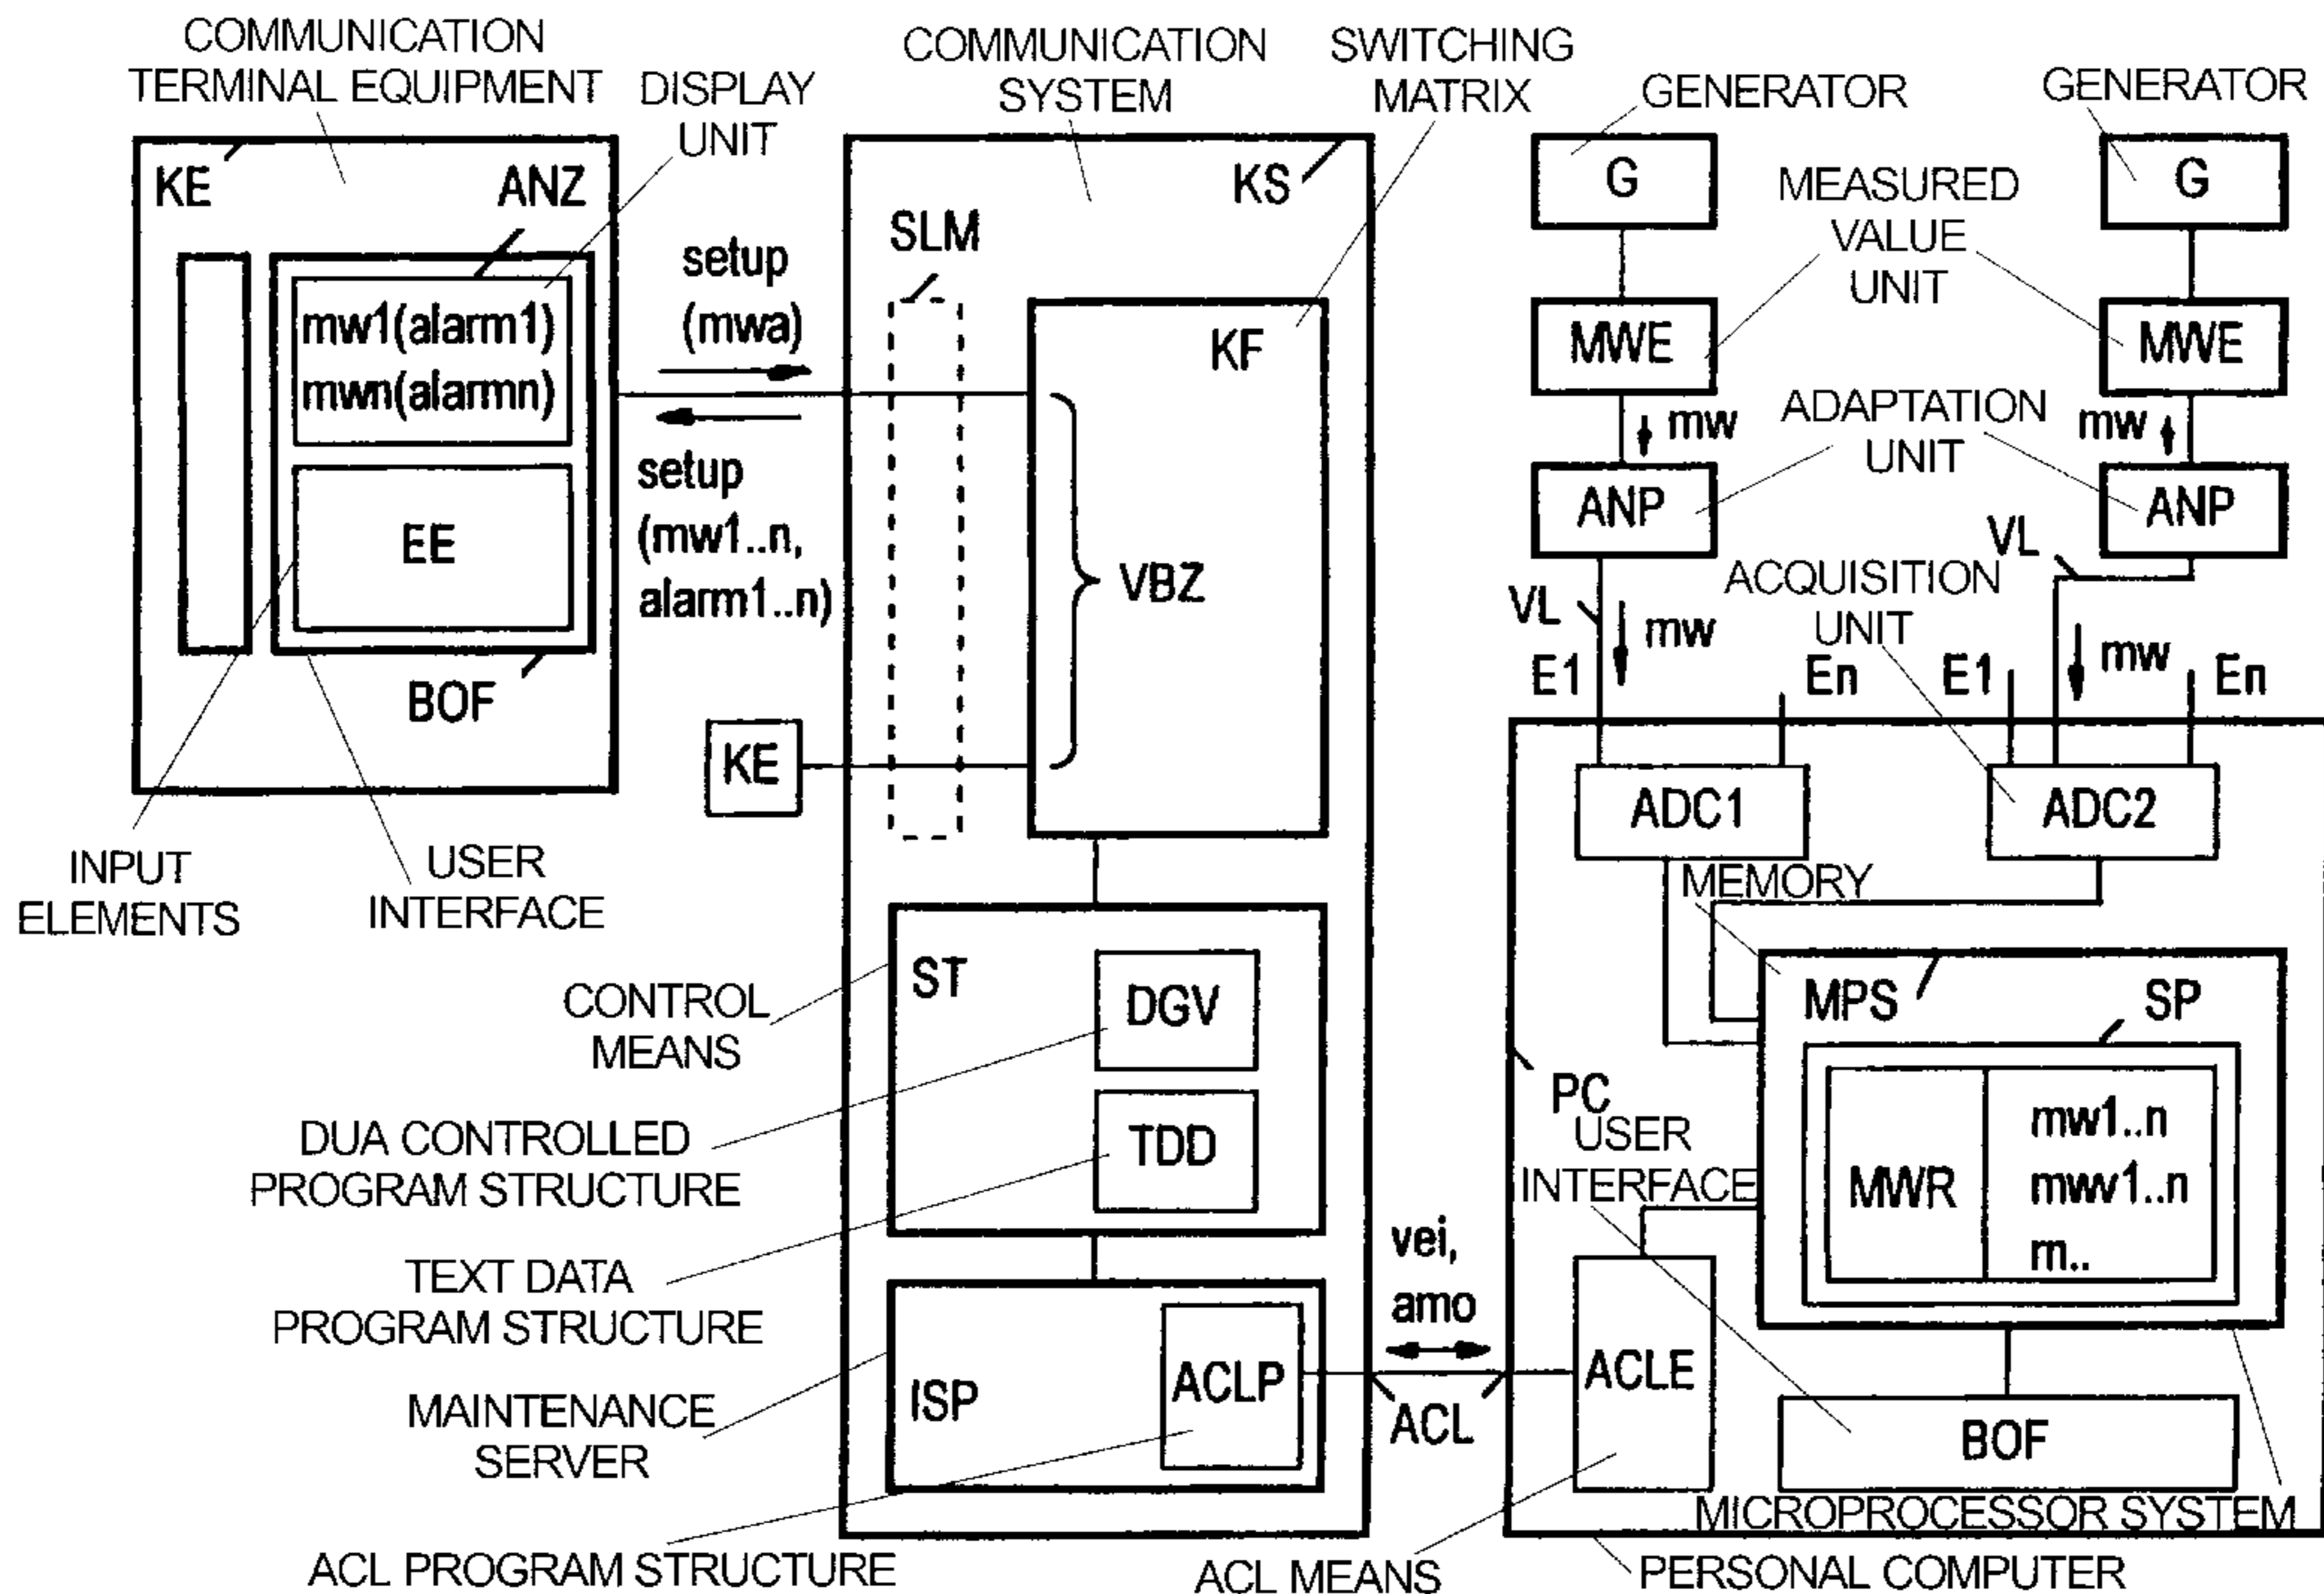 COMMUNICATION
TERMINAL EQUIPMENT
DISPLAY
UNIT
COMMUNICATION
SYSTEM
SWITCHING
MATRIX
GENERATOR
GENERATOR
KE
ANZ
mw1(alarm1)
mwn(alarmn)
EE
BOF
INPUT
ELEMENTS
USER
INTERFACE
setup
(mwa)
setup
(mw1..n,
alarm1..n)
KE
KS
SLM
KF
VBZ
ST
DGV
TDD
CONTROL
MEANS
DUA CONTROLLED
PROGRAM STRUCTURE
TEXT DATA
PROGRAM STRUCTURE
MAINTENANCE
SERVER
ISP
ACLP
ACL PROGRAM STRUCTURE
vei,
amo
ACL
G
G
MEASURED
VALUE
UNIT
MWE
MWE
mw
ADAPTATION
UNIT
mw
ANP
ANP
VL
ACQUISITION
UNIT
VL
mw
mw
E1
En
E1
En
ADC1
ADC2
MEMORY
MPS
SP
PC
USER
INTERFACE
MWR
mw1..n
mwv1..n
m..
ACLE
BOF
MICROPROCESSOR SYSTEM
ACL MEANS
PERSONAL COMPUTER